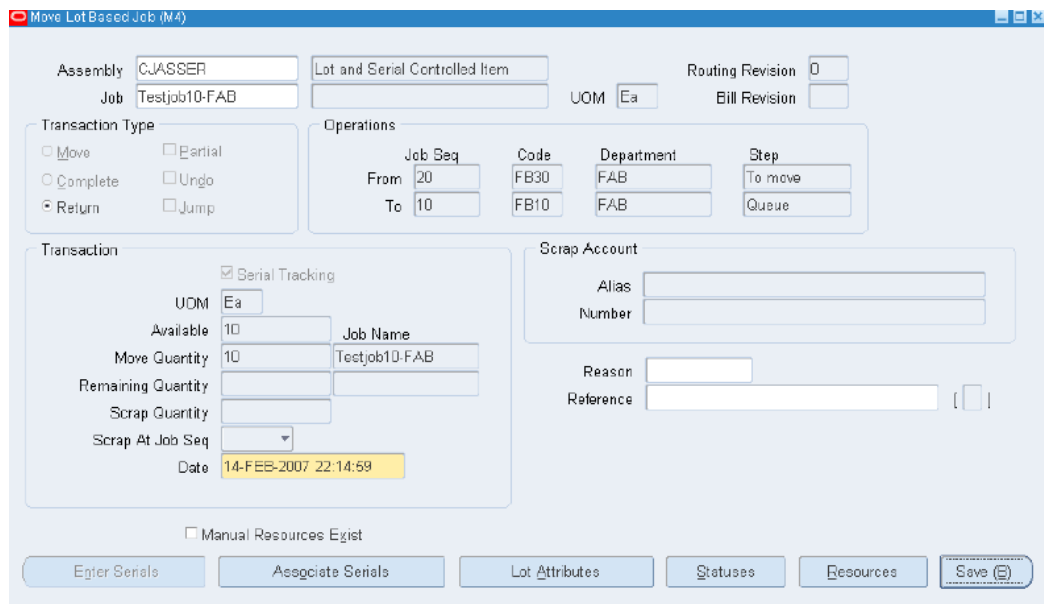 Move Lot Based Job (M4)
Assembly CJASSER Lot and Serial Controlled Item Routing Revision 0
Job Testjob10-FAB UOM Ea Bill Revision
Transaction Type
Move Partial
Complete Undo
Return Jump
Operations
Job Seq Code Department Step
From 20 FB30 FAB To move
To 10 FB10 FAB Queue
Transaction
Serial Tracking
UOM Ea
Available 10 Job Name
Move Quantity 10 Testjob10-FAB
Remaining Quantity
Scrap Quantity
Scrap At Job Seq
Date 14-FEB-2007 22:14:59
Scrap Account
Alias
Number
Reason
Reference [ ]
Manual Resources Exist
Enter Serials Associate Serials Lot Attributes Statuses Resources Save (B)